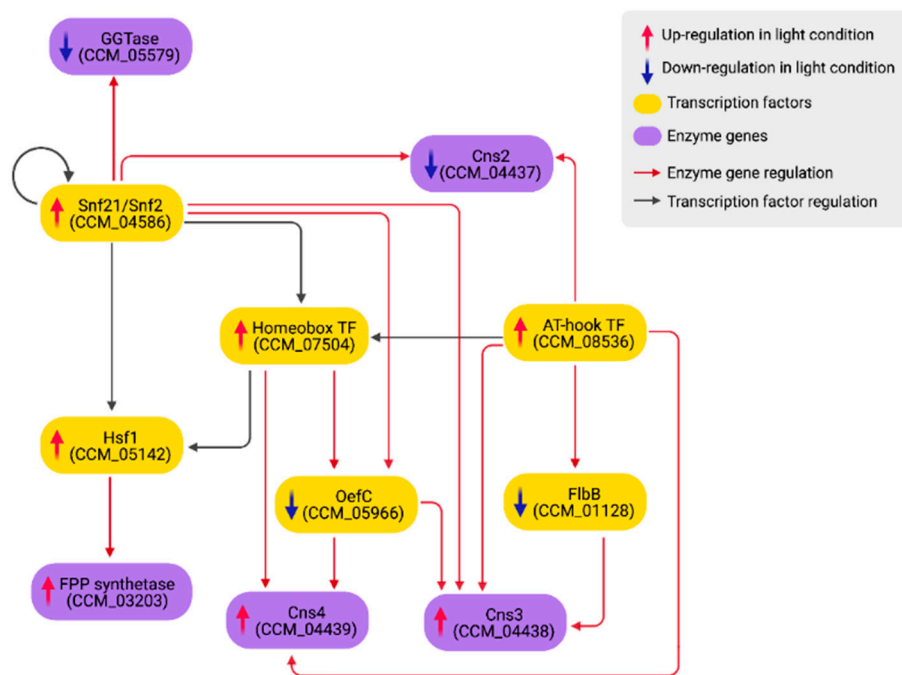 GGTase
(CCM_05579)
Up-regulation in light condition
Down-regulation in light condition
Transcription factors
Enzyme genes
Enzyme gene regulation
Transcription factor regulation
Cns2
(CCM_04437)
Snf21/Snf2
(CCM_04586)
Homeobox TF
(CCM_07504)
AT-hook TF
(CCM_08536)
Hsf1
(CCM_05142)
OefC
(CCM_05966)
FlbB
(CCM_01128)
FPP synthetase
(CCM_03203)
Cns4
(CCM_04439)
Cns3
(CCM_04438)